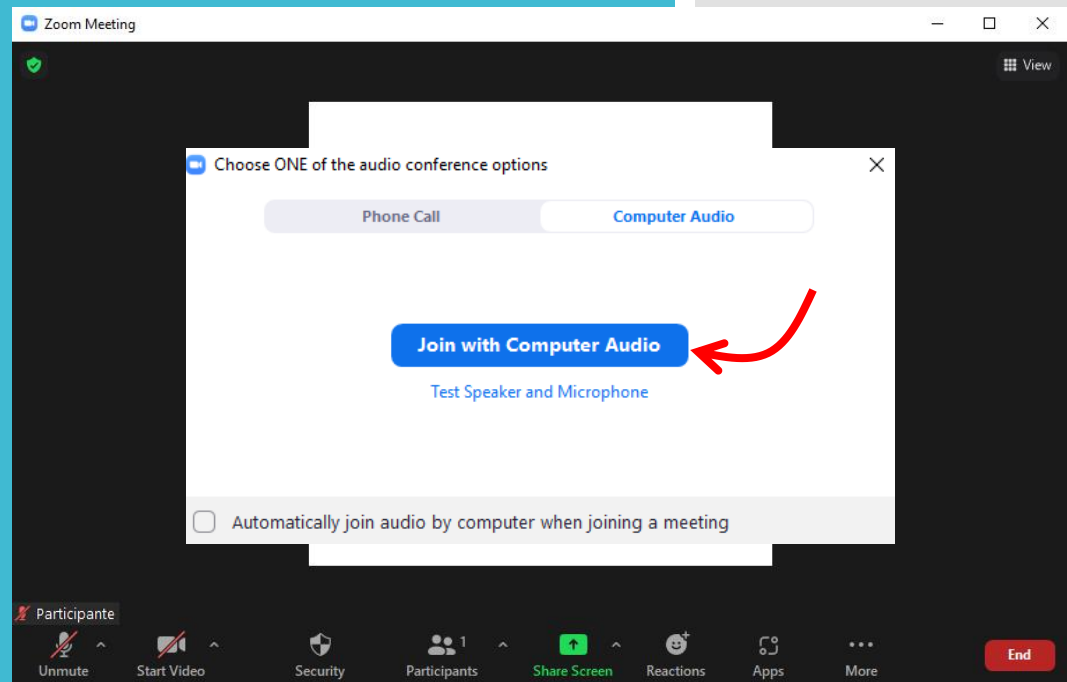 Zoom Meeting
View
Choose ONE of the audio conference options
Phone Call
Computer Audio
Join with Computer Audio
Test Speaker and Microphone
Automatically join audio by computer when joining a meeting
Participante
Unmute
Start Video
Security
1
Participants
Share Screen
Reactions
Apps
More
End